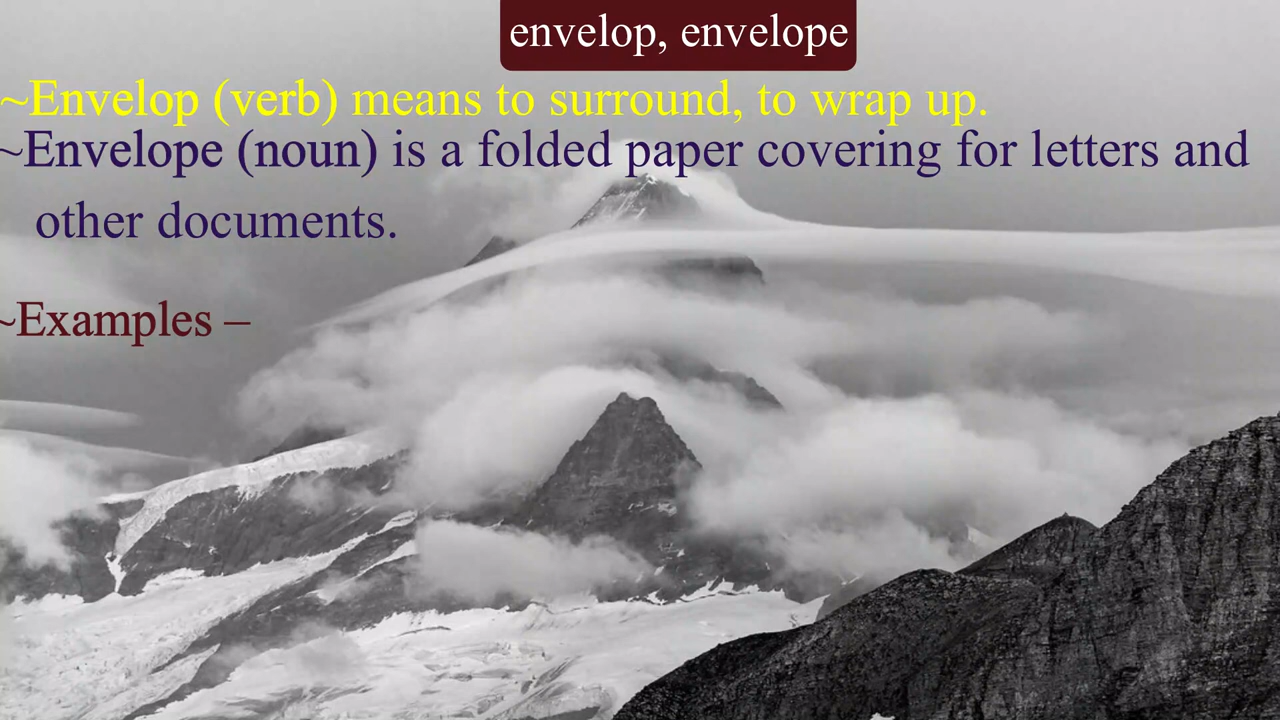 envelop, envelope
~Envelop (verb) means to surround, to wrap up.
~Envelope (noun) is a folded paper covering for letters and
other documents.
~Examples –